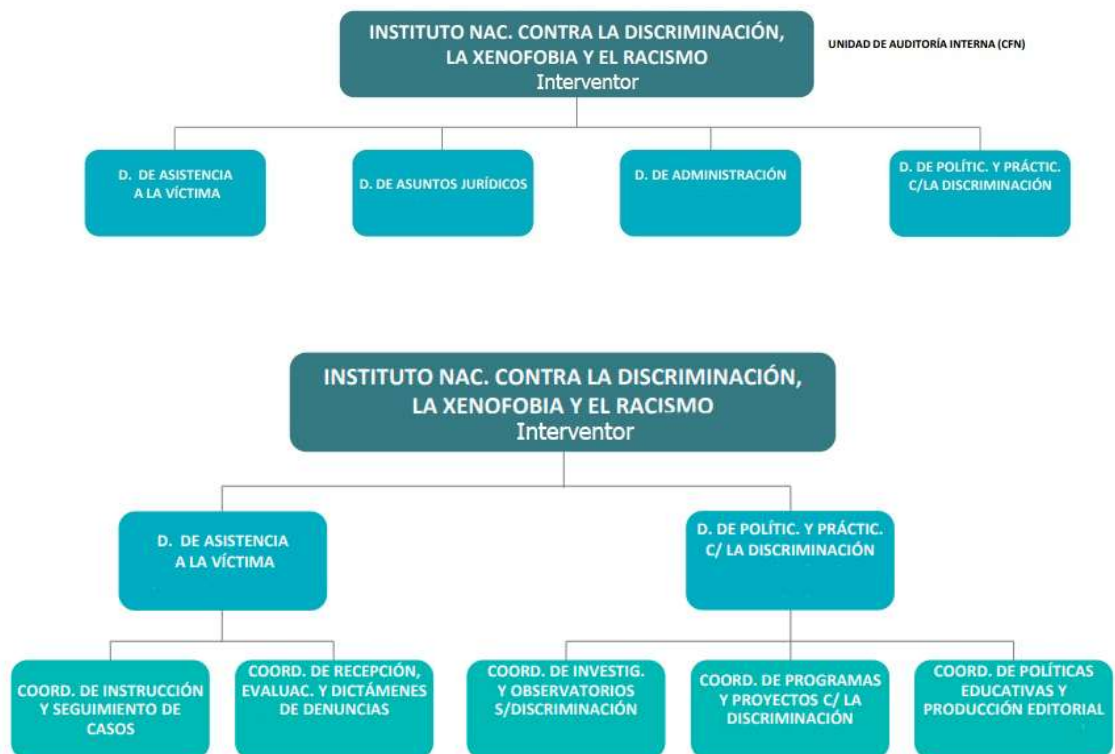 INSTITUTO NAC. CONTRA LA DISCRIMINACIÓN,
LA XENOFOBIA Y EL RACISMO
Interventor
UNIDAD DE AUDITORÍA INTERNA (CFN)
D. DE ASISTENCIA
A LA VÍCTIMA
D. DE ASUNTOS JURÍDICOS
D. DE ADMINISTRACIÓN
D. DE POLÍTIC. Y PRÁCTIC.
C/LA DISCRIMINACIÓN
INSTITUTO NAC. CONTRA LA DISCRIMINACIÓN,
LA XENOFOBIA Y EL RACISMO
Interventor
D. DE ASISTENCIA
A LA VÍCTIMA
D. DE POLÍTIC. Y PRÁCTIC.
C/ LA DISCRIMINACIÓN
COORD. DE INSTRUCCIÓN
Y SEGUIMIENTO DE
CASOS
COORD. DE RECEPCIÓN,
EVALUAC. Y DICTÁMENES
DE DENUNCIAS
COORD. DE INVESTIG.
Y OBSERVATORIOS
S/DISCRIMINACIÓN
COORD. DE PROGRAMAS
Y PROYECTOS C/ LA
DISCRIMINACIÓN
COORD. DE POLÍTICAS
EDUCATIVAS Y
PRODUCCIÓN EDITORIAL